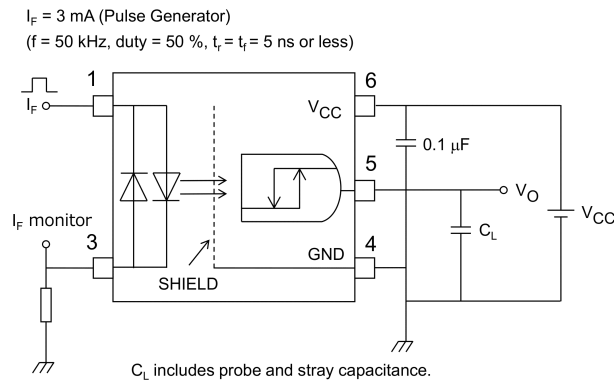 I_F = 3 mA (Pulse Generator)
(f = 50 kHz, duty = 50 %, t_r = t_f = 5 ns or less)
1
6
I_F
V_CC
0.1 μF
5
V_O
I_F monitor
V_CC
C_L
3
GND
4
SHIELD
C_L includes probe and stray capacitance.